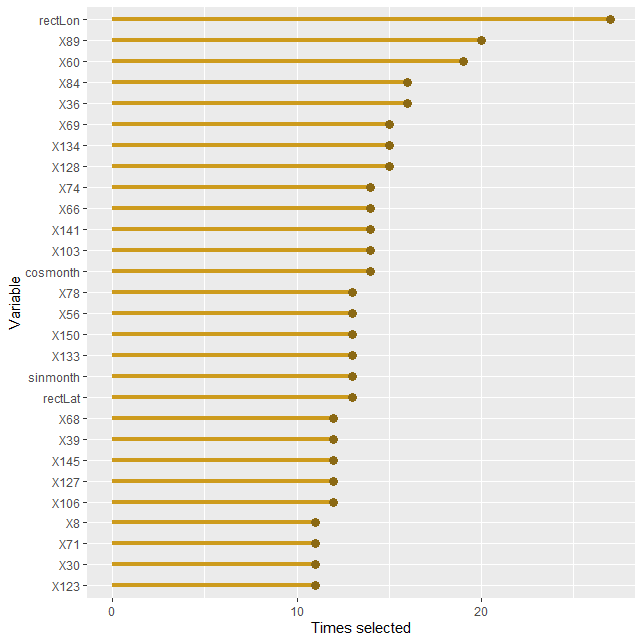 rectLon
X89
X60
X84
X36
X69
X134
X128
X74
X66
X141
X103
cosmonth
X78
X56
X150
X133
sinmonth
rectLat
X68
X39
X145
X127
X106
X8
X71
X30
X123
Variable
0 10 20
Times selected